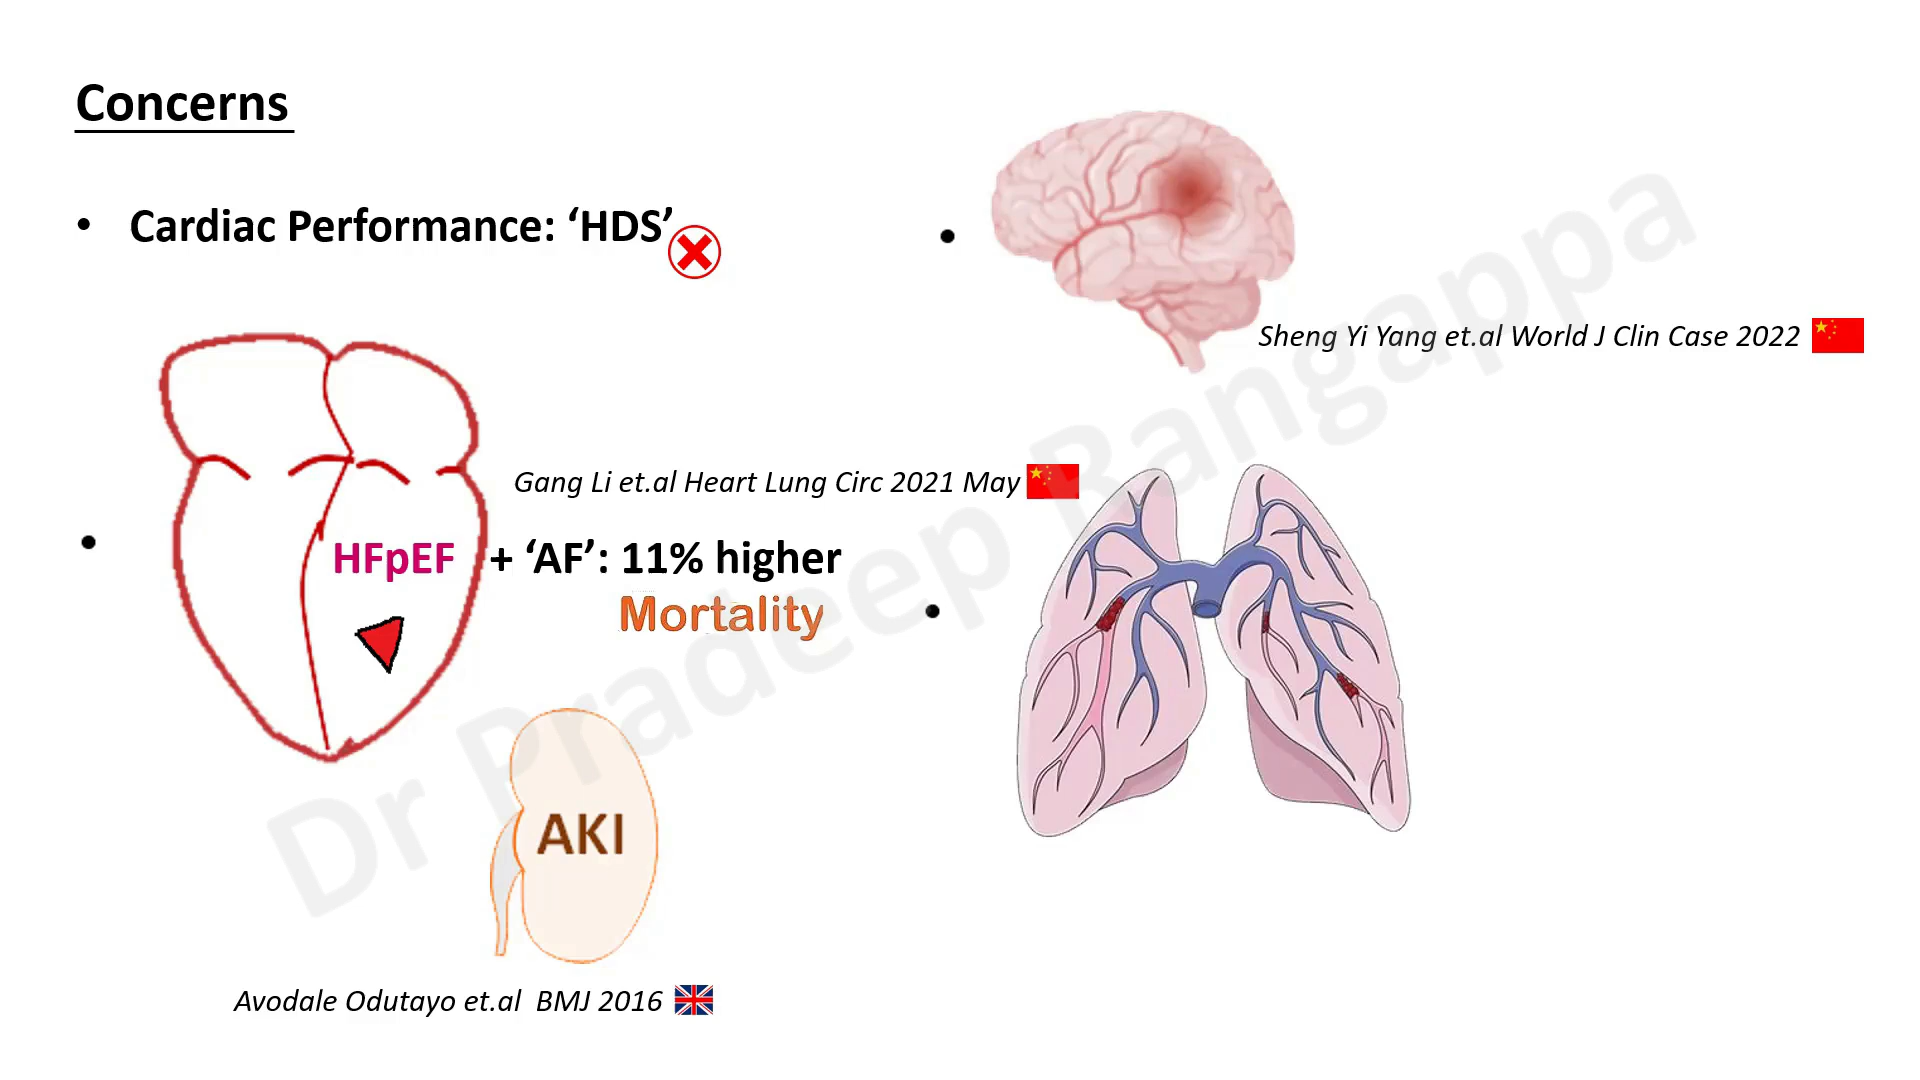 Concerns
• Cardiac Performance: ‘HDS’
•
Sheng Yi Yang et.al World J Clin Case 2022
Gang Li et.al Heart Lung Circ 2021 May
• HFpEF + ‘AF’: 11% higher
Mortality
•
AKI
Avodale Odutayo et.al BMJ 2016
Dr Pradeep Rangappa